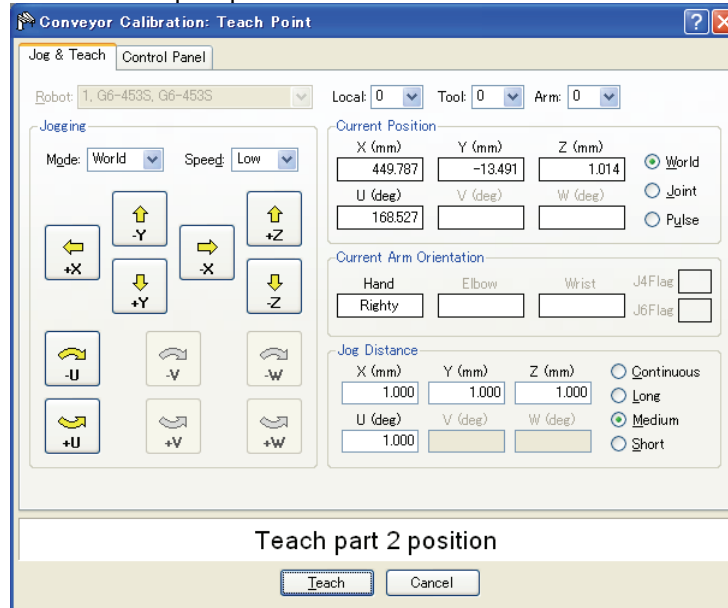 Conveyor Calibration: Teach Point
Jog & Teach Control Panel
Robot: 1, G6-453S, G6-453S Local: 0 Tool: 0 Arm: 0
Jogging
Mode: World Speed: Low
-Y +Z
+X -X
+Y -Z
-U -V -W
+U +V +W
Current Position
X (mm) Y (mm) Z (mm)
449.787 -13.491 1.014
U (deg) V (deg) W (deg)
168.527
World
Joint
Pulse
Current Arm Orientation
Hand Elbow Wrist J4Flag
Righty J6Flag
Jog Distance
X (mm) Y (mm) Z (mm)
1.000 1.000 1.000
U (deg) V (deg) W (deg)
1.000
Continuous
Long
Medium
Short
Teach part 2 position
Teach Cancel